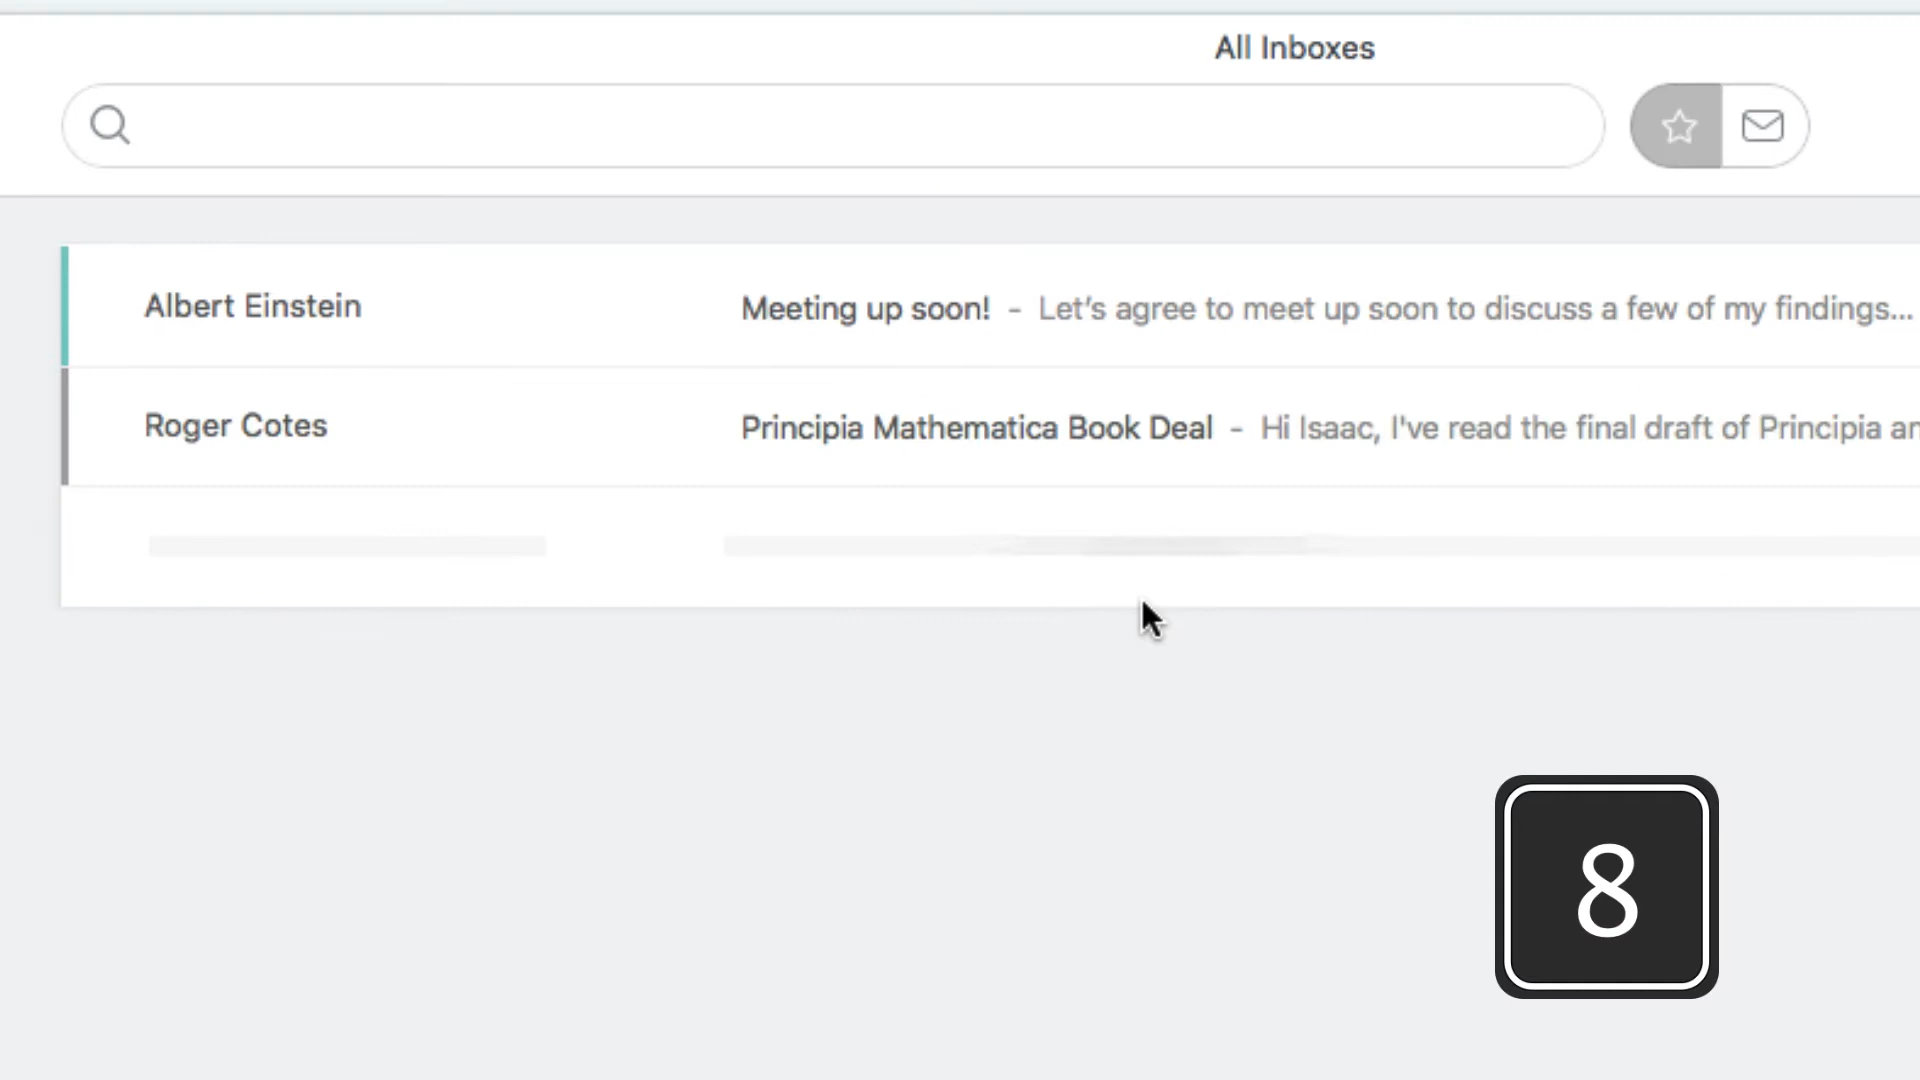 All Inboxes
Albert Einstein
Meeting up soon! - Let’s agree to meet up soon to discuss a few of my findings...
Roger Cotes
Principia Mathematica Book Deal - Hi Isaac, I've read the final draft of Principia an
8